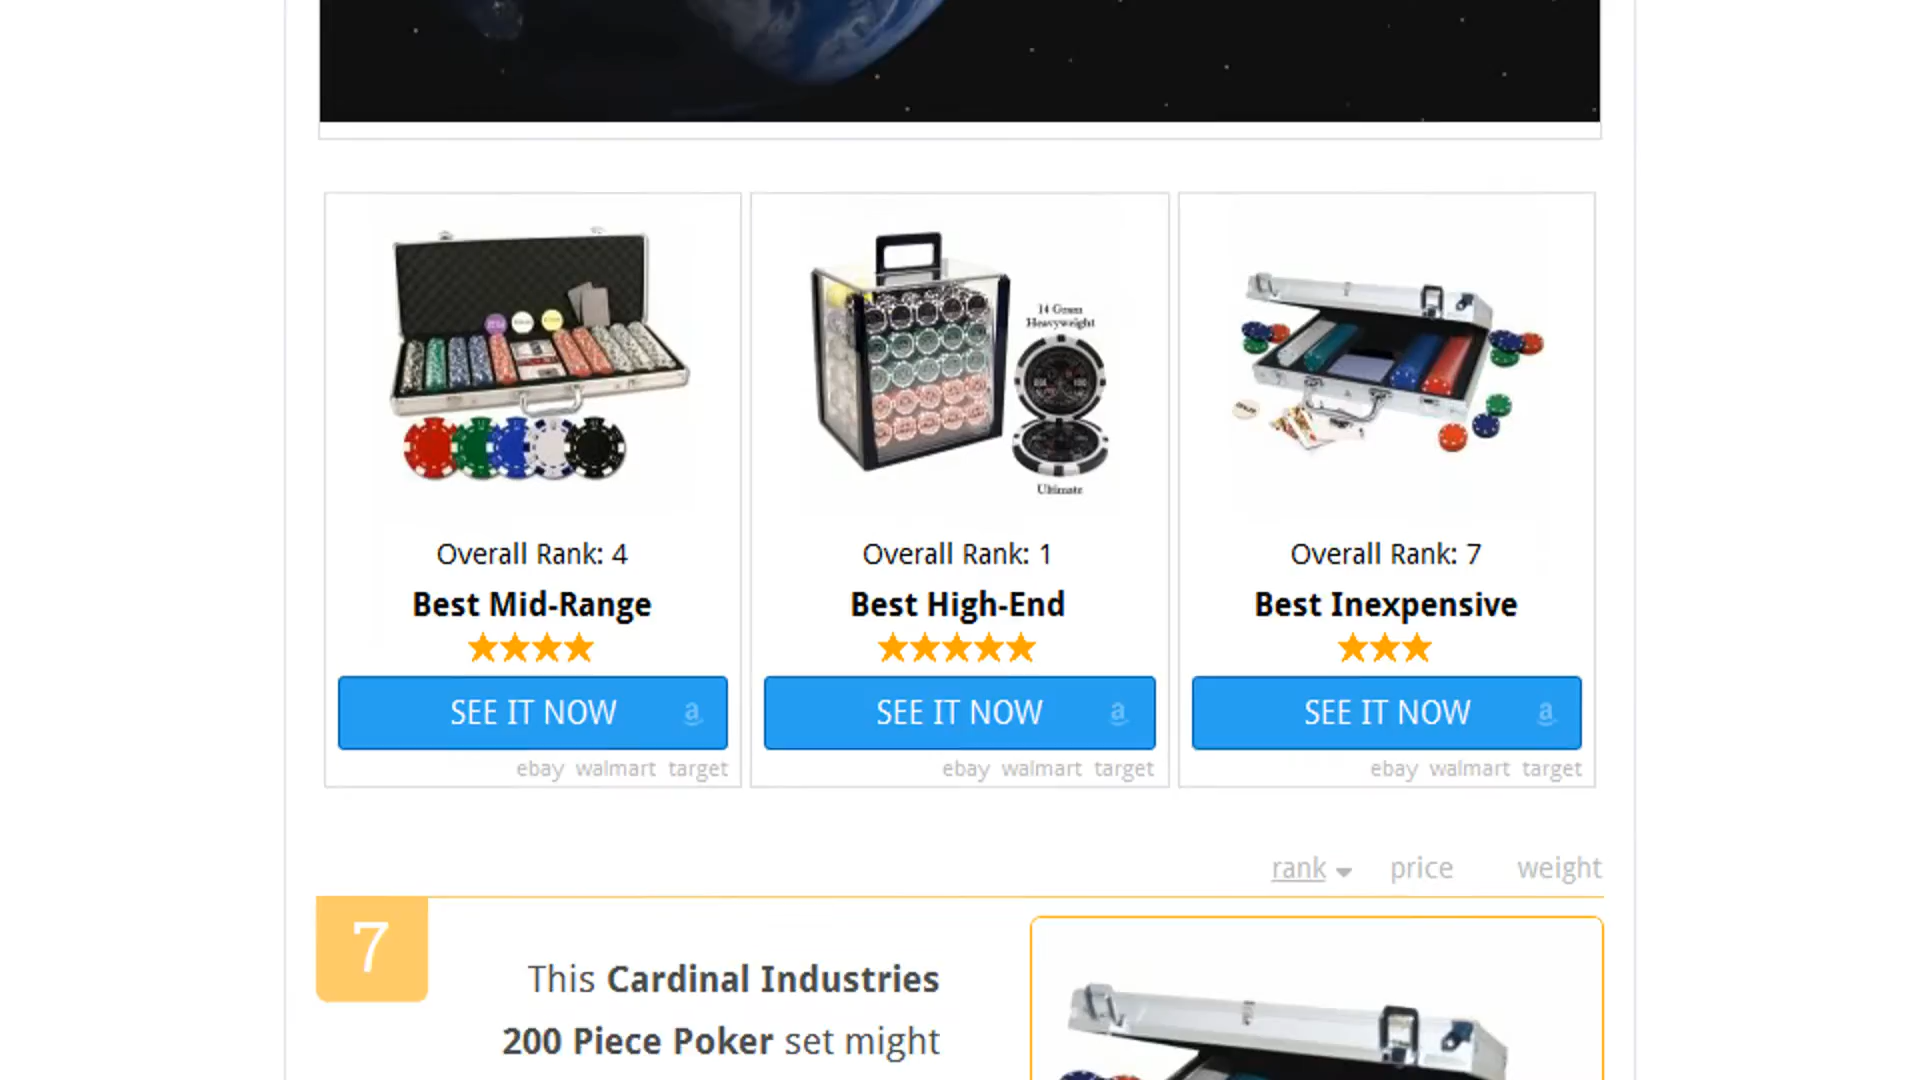 14 Gram
Heavyweight
Ultimate
Overall Rank: 4
Best Mid-Range
SEE IT NOW
a
ebay walmart target
Overall Rank: 1
Best High-End
SEE IT NOW
a
ebay walmart target
Overall Rank: 7
Best Inexpensive
SEE IT NOW
a
ebay walmart target
rank price weight
7
This Cardinal Industries
200 Piece Poker set might